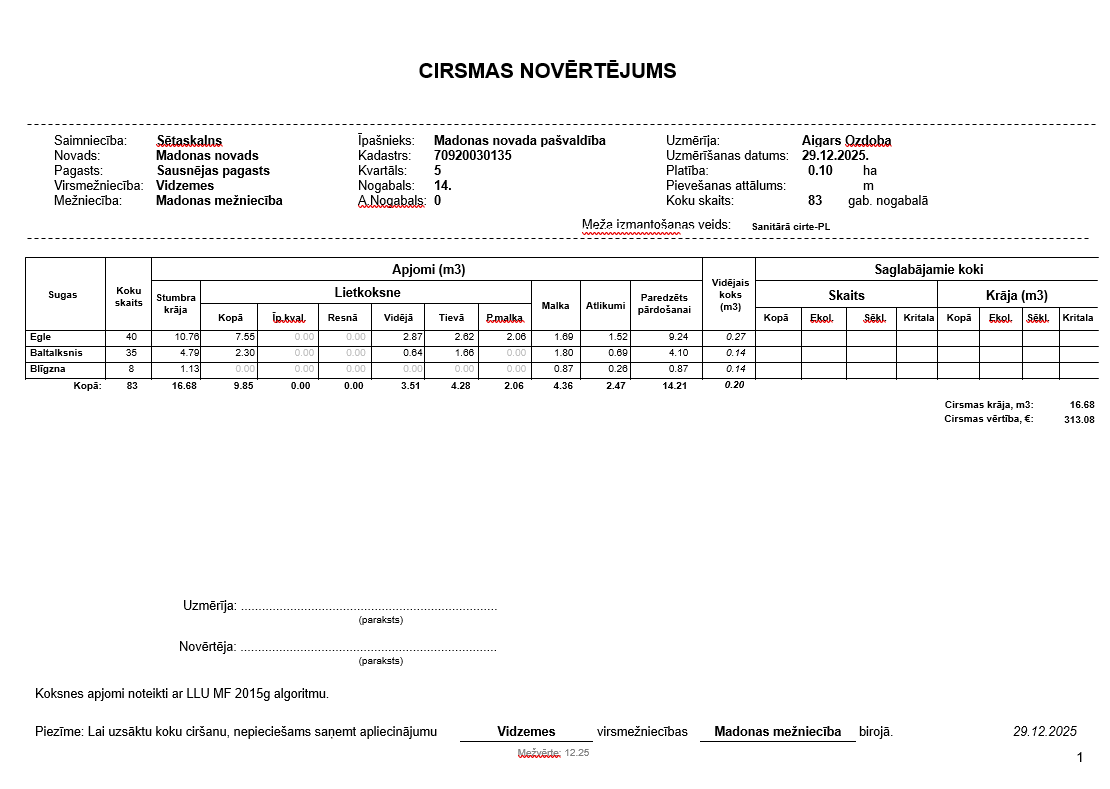 CIRSMAS NOVĒRTĒJUMS
Saimniecība: Sētaskalns Īpašnieks: Madonas novada pašvaldība Uzmērīja: Aigars Ozdoba
Novads: Madonas novads Kadastrs: 70920030135 Uzmērīšanas datums: 29.12.2025.
Pagasts: Sausnējas pagasts Kvartāls: 5 Platība: 0.10 ha
Virsmežniecība: Vidzemes Nogabals: 14. Pievešanas attālums: m
Mežniecība: Madonas mežniecība A.Nogabals: 0 Koku skaits: 83 gab. nogabalā
Meža izmantošanas veids: Sanitārā cirte-PL
Sugas Koku skaits Apjomi (m3) Vidējais koks (m3) Saglabājamie koki
Stumbra krāja Lietkoksne Malka Atlikumi Paredzēts pārdošanai Skaits Krāja (m3)
Kopā Īp.kval. Resnā Vidējā Tievā P.malka Kopā Ekol. Sēkl. Kritala Kopā Ekol. Sēkl. Kritala
Egle 40 10.76 7.55 0.00 0.00 2.87 2.62 2.06 1.69 1.52 9.24 0.27
Baltalksnis 35 4.79 2.30 0.00 0.00 0.64 1.66 0.00 1.80 0.69 4.10 0.14
Blīgzna 8 1.13 0.00 0.00 0.00 0.00 0.00 0.00 0.87 0.26 0.87 0.14
Kopā: 83 16.68 9.85 0.00 0.00 3.51 4.28 2.06 4.36 2.47 14.21 0.20
Cirsmas krāja, m3: 16.68
Cirsmas vērtība, €: 313.08
Uzmērīja: ........................................................................
(paraksts)
Novērtēja: ........................................................................
(paraksts)
Koksnes apjomi noteikti ar LLU MF 2015g algoritmu.
Piezīme: Lai uzsāktu koku ciršanu, nepieciešams saņemt apliecinājumu Vidzemes virsmežniecības Madonas mežniecība birojā. 29.12.2025
Mežvērte: 12.25
1